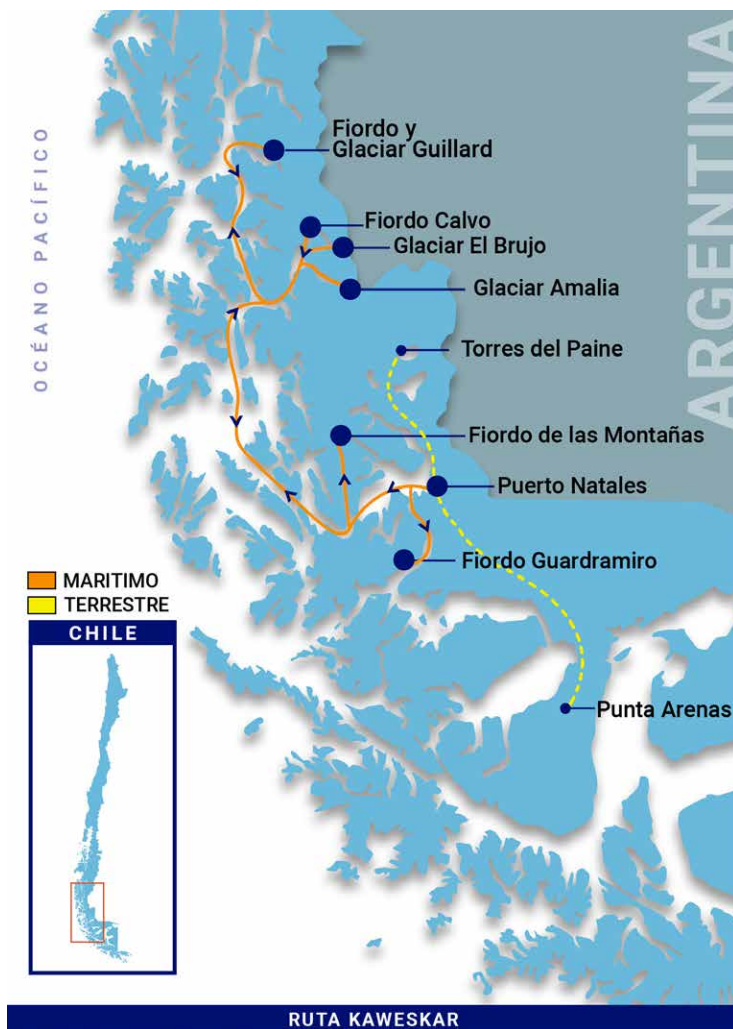 ARGENTINA
OCÉANO PACÍFICO
Fiordo y
Glaciar Guillard
Fiordo Calvo
Glaciar El Brujo
Glaciar Amalia
Torres del Paine
Fiordo de las Montañas
Puerto Natales
Fiordo Guardramiro
MARITIMO
TERRESTRE
CHILE
Punta Arenas
RUTA KAWESKAR